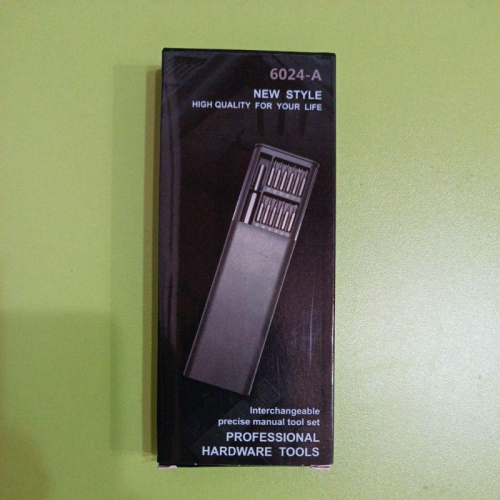 6024-A
NEW STYLE
HIGH QUALITY FOR YOUR LIFE
Interchangeable
precise manual tool set
PROFESSIONAL
HARDWARE TOOLS